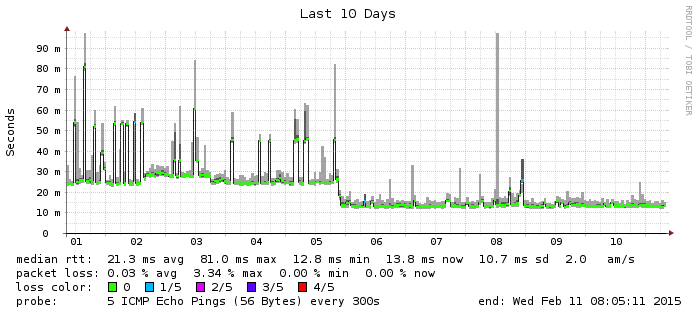 Last 10 Days
RRDTOOL / TOBI OETIKER
Seconds
90 m
80 m
70 m
60 m
50 m
40 m
30 m
20 m
10 m
0
01 02 03 04 05 06 07 08 09 10
median rtt: 21.3 ms avg 81.0 ms max 12.8 ms min 13.8 ms now 10.7 ms sd 2.0 am/s
packet loss: 0.03 % avg 3.34 % max 0.00 % min 0.00 % now
loss color: 0 1/5 2/5 3/5 4/5
probe: 5 ICMP Echo Pings (56 Bytes) every 300s end: Wed Feb 11 08:05:11 2015